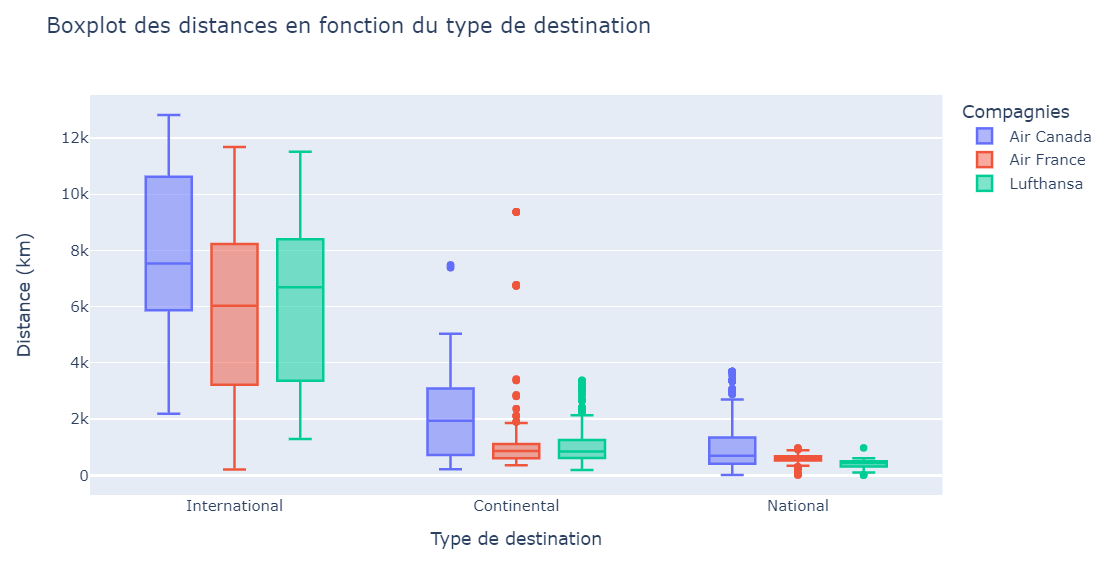 Boxplot des distances en fonction du type de destination
Compagnies
Air Canada
Air France
Lufthansa
Distance (km)
12k
10k
8k
6k
4k
2k
0
International
Continental
National
Type de destination